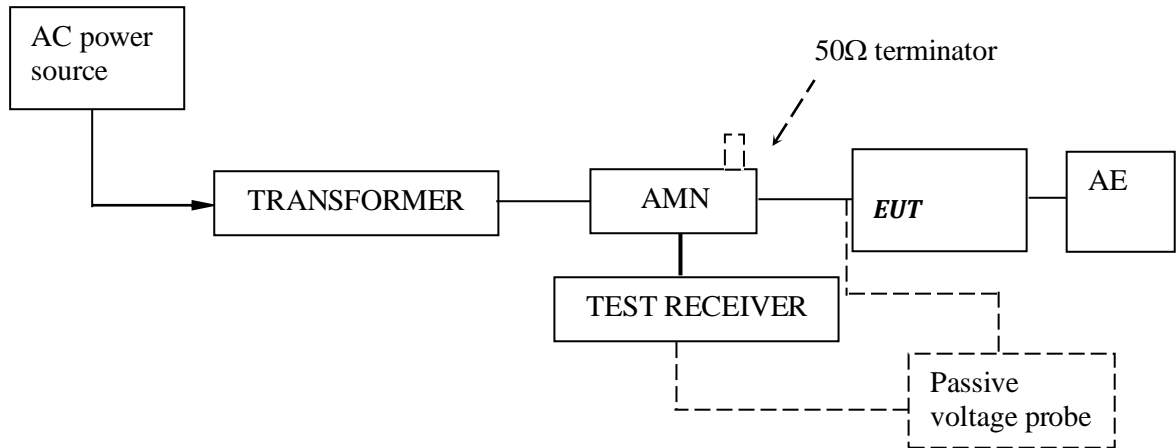 AC power
source
50Ω terminator
TRANSFORMER
AMN
EUT
AE
TEST RECEIVER
Passive
voltage probe